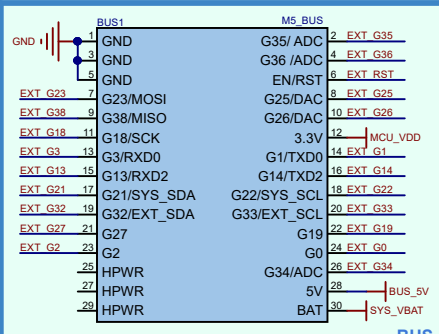 BUS1 M5_BUS
GND 1 GND G35/ ADC 2 EXT_G35
3 GND G36 /ADC 4 EXT_G36
5 GND EN/RST 6 EXT_RST
EXT_G23 7 G23/MOSI G25/DAC 8 EXT_G25
EXT_G38 9 G38/MISO G26/DAC 10 EXT_G26
EXT_G18 11 G18/SCK 3.3V 12 MCU_VDD
EXT_G3 13 G3/RXD0 G1/TXD0 14 EXT_G1
EXT_G13 15 G13/RXD2 G14/TXD2 16 EXT_G14
EXT_G21 17 G21/SYS_SDA G22/SYS_SCL 18 EXT_G22
EXT_G32 19 G32/EXT_SDA G33/EXT_SCL 20 EXT_G33
EXT_G27 21 G27 G19 22 EXT_G19
EXT_G2 23 G2 G0 24 EXT_G0
25 HPWR G34/ADC 26 EXT_G34
27 HPWR 5V 28 BUS_5V
29 HPWR BAT 30 SYS_VBAT
BUS